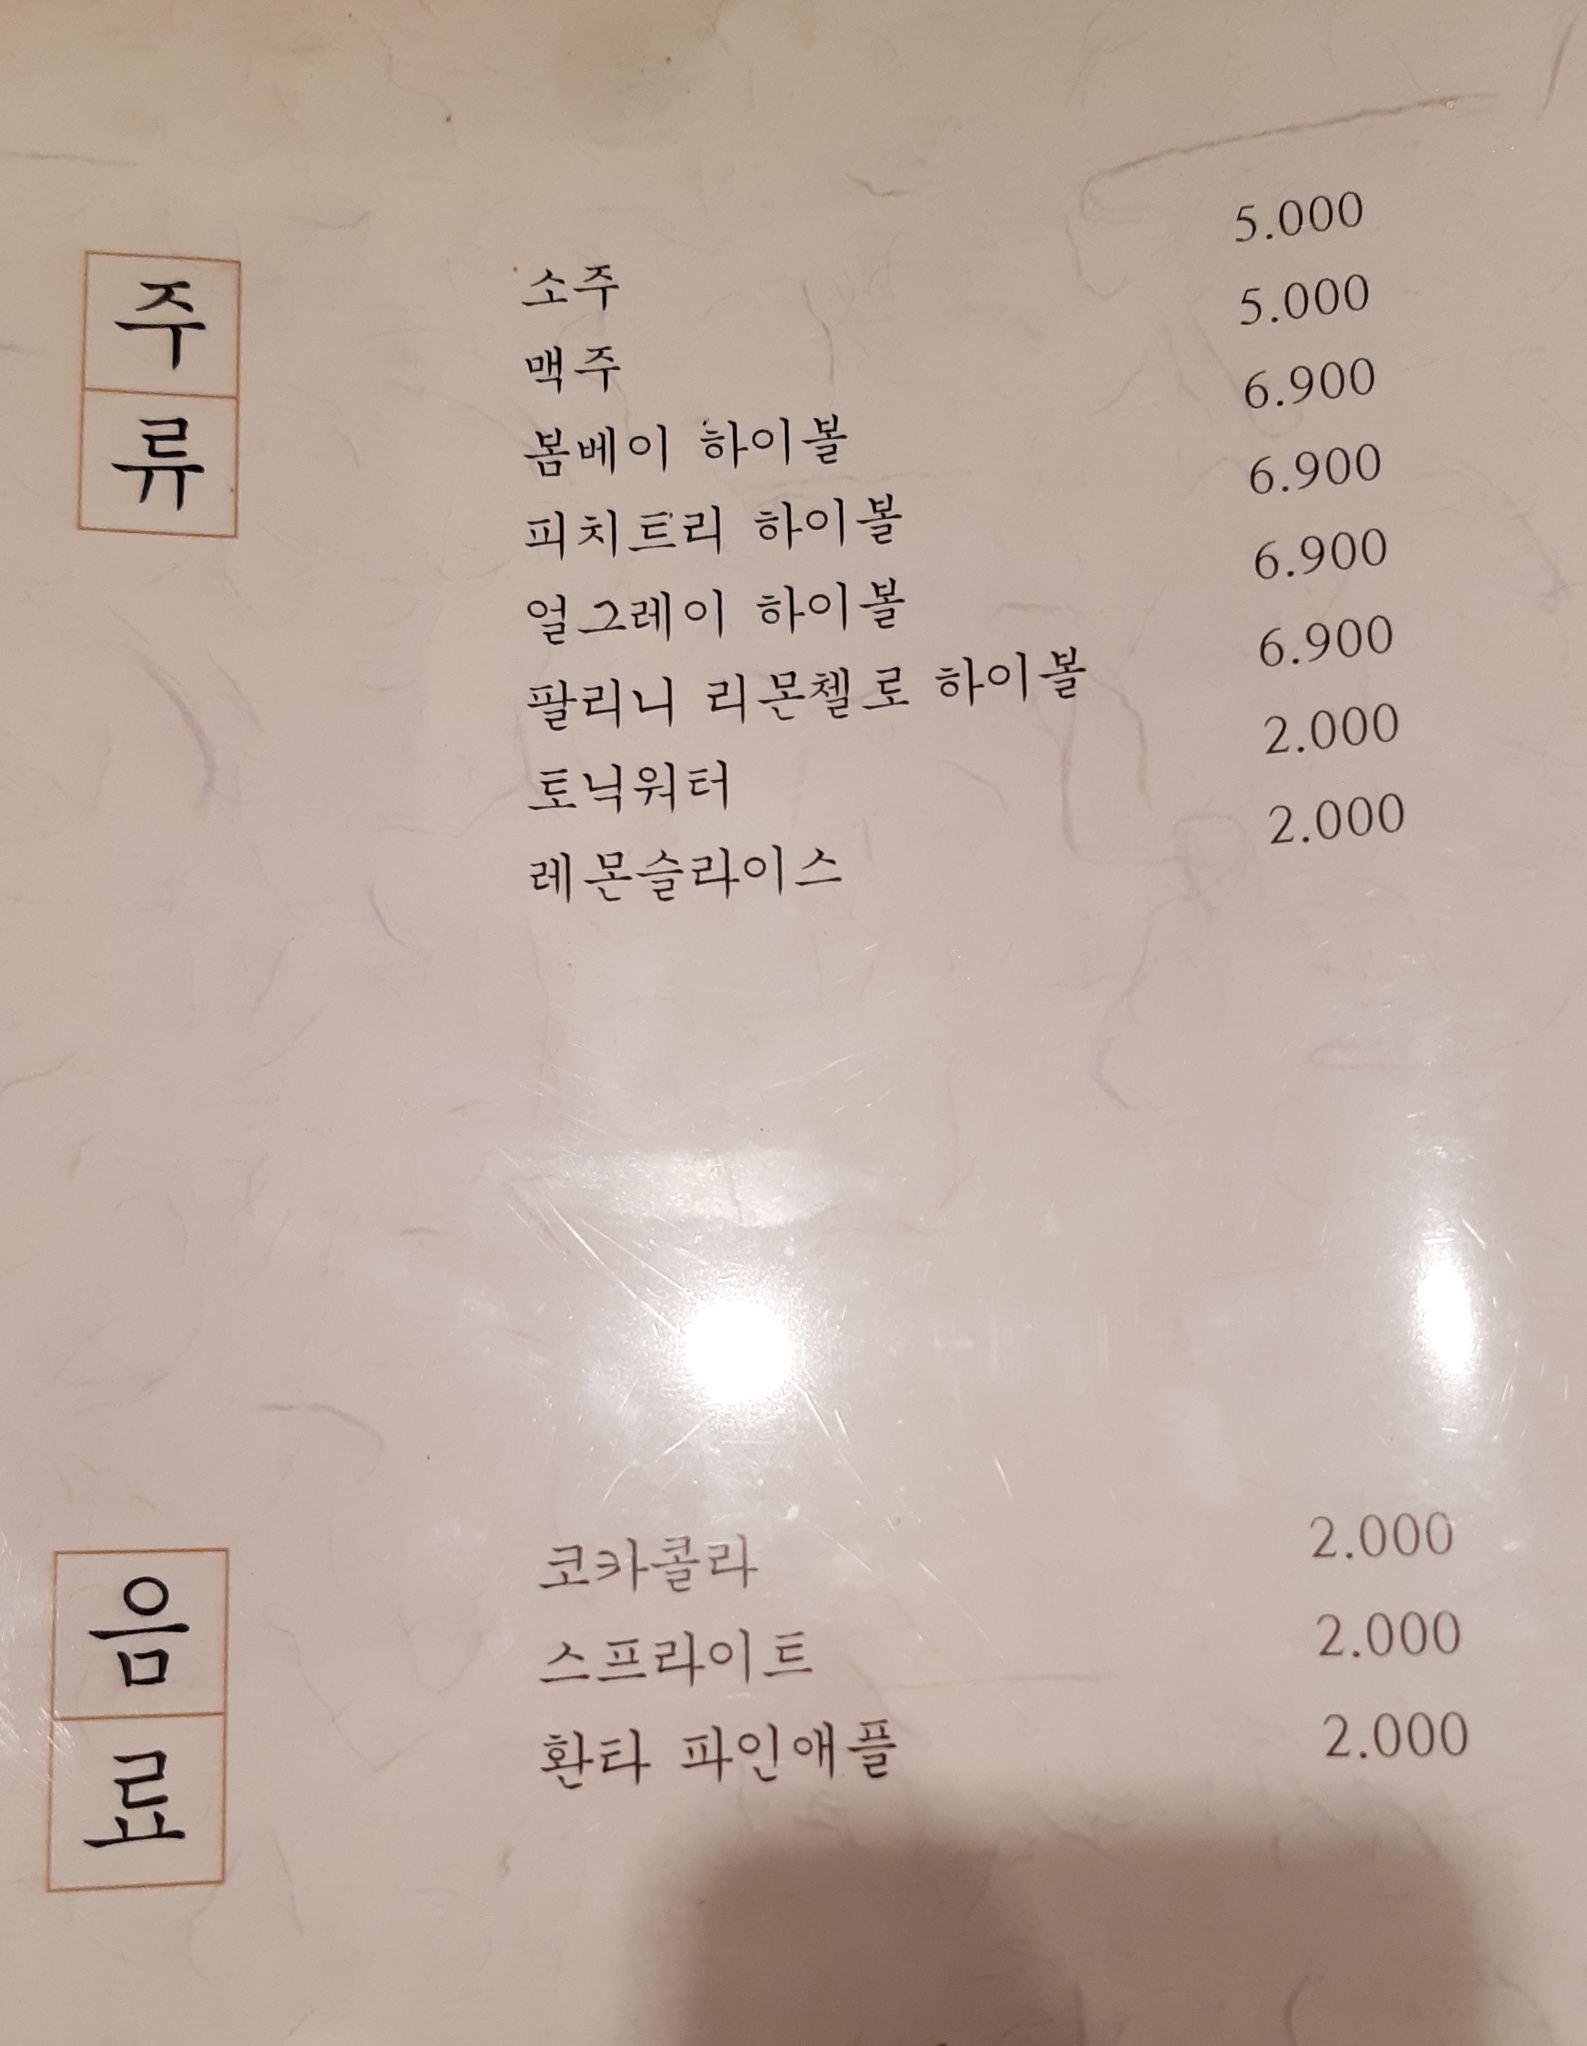 주류
소주 5.000
맥주 5.000
봄베이 하이볼 6.900
피치트리 하이볼 6.900
얼그레이 하이볼 6.900
팔리니 리몬첼로 하이볼 6.900
토닉워터 2.000
레몬슬라이스 2.000
음료
코카콜라 2.000
스프라이트 2.000
환타 파인애플 2.000